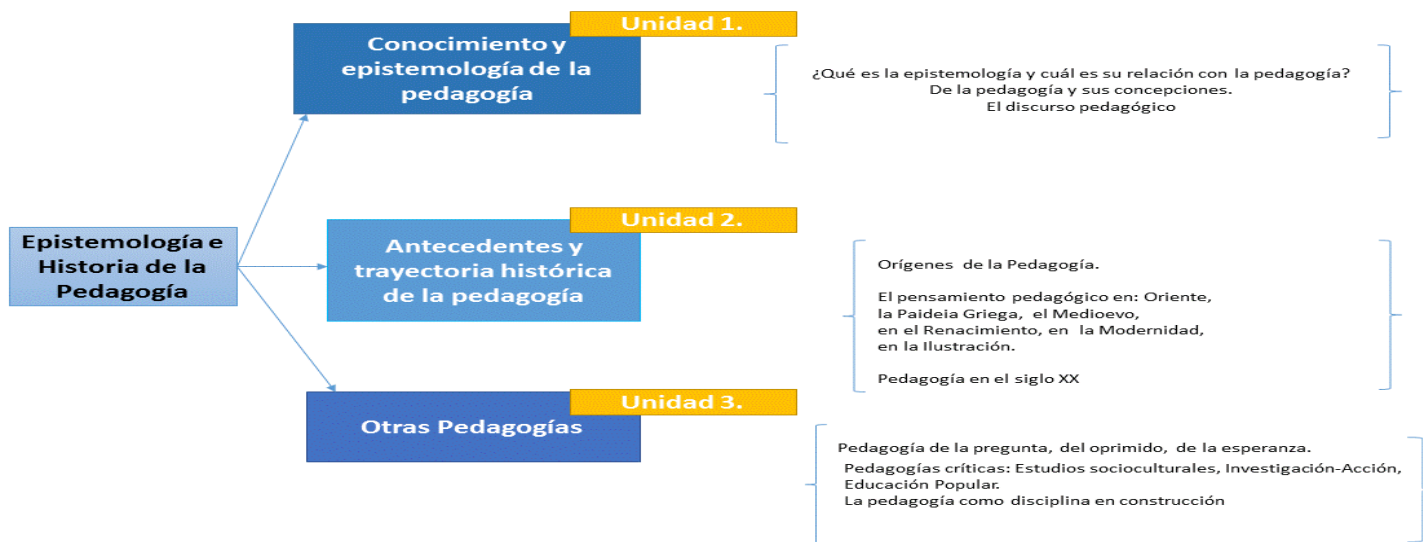 Epistemología e
Historia de la
Pedagogía
Unidad 1.
Conocimiento y
epistemología de la
pedagogía
¿Qué es la epistemología y cuál es su relación con la pedagogía?
De la pedagogía y sus concepciones.
El discurso pedagógico
Unidad 2.
Antecedentes y
trayectoria histórica
de la pedagogía
Orígenes de la Pedagogía.
El pensamiento pedagógico en: Oriente,
la Paideia Griega, el Medioevo,
en el Renacimiento, en la Modernidad,
en la Ilustración.
Pedagogía en el siglo XX
Unidad 3.
Otras Pedagogías
Pedagogía de la pregunta, del oprimido, de la esperanza.
Pedagogías críticas: Estudios socioculturales, Investigación-Acción,
Educación Popular.
La pedagogía como disciplina en construcción